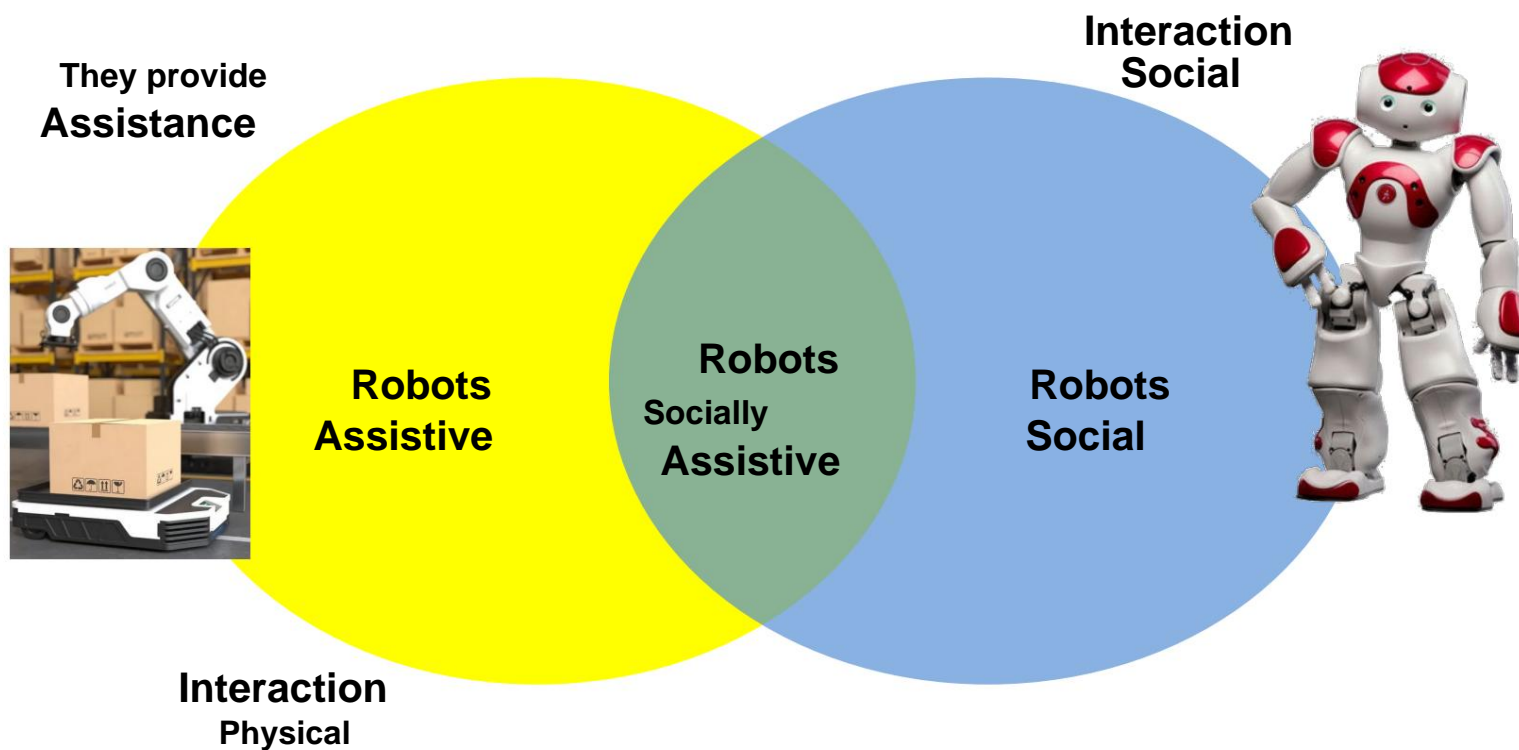 They provide
Assistance
Interaction
Social
Robots
Assistive
Robots
Socially
Assistive
Robots
Social
Interaction
Physical